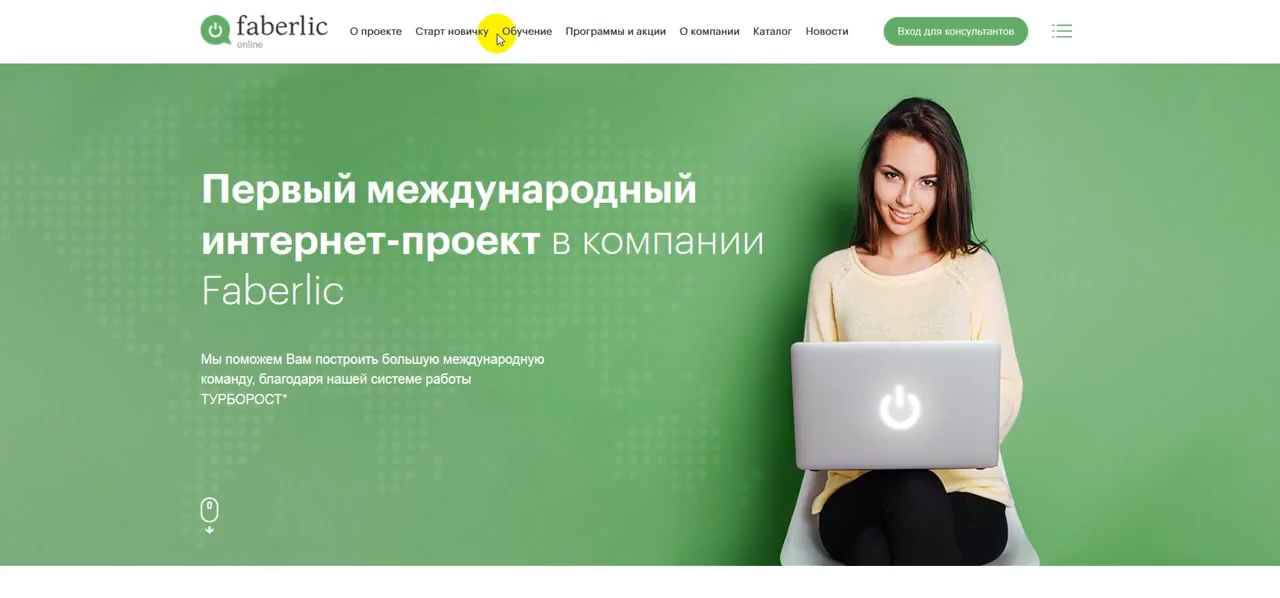 faberlic
online
О проекте Старт новичку Обучение Программы и акции О компании Каталог Новости Вход для консультантов
Первый международный
интернет-проект в компании
Faberlic
Мы поможем Вам построить большую международную
команду, благодаря нашей системе работы
ТУРБОРОСТ*